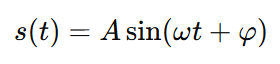 s(t) = A sin(ωt + φ)